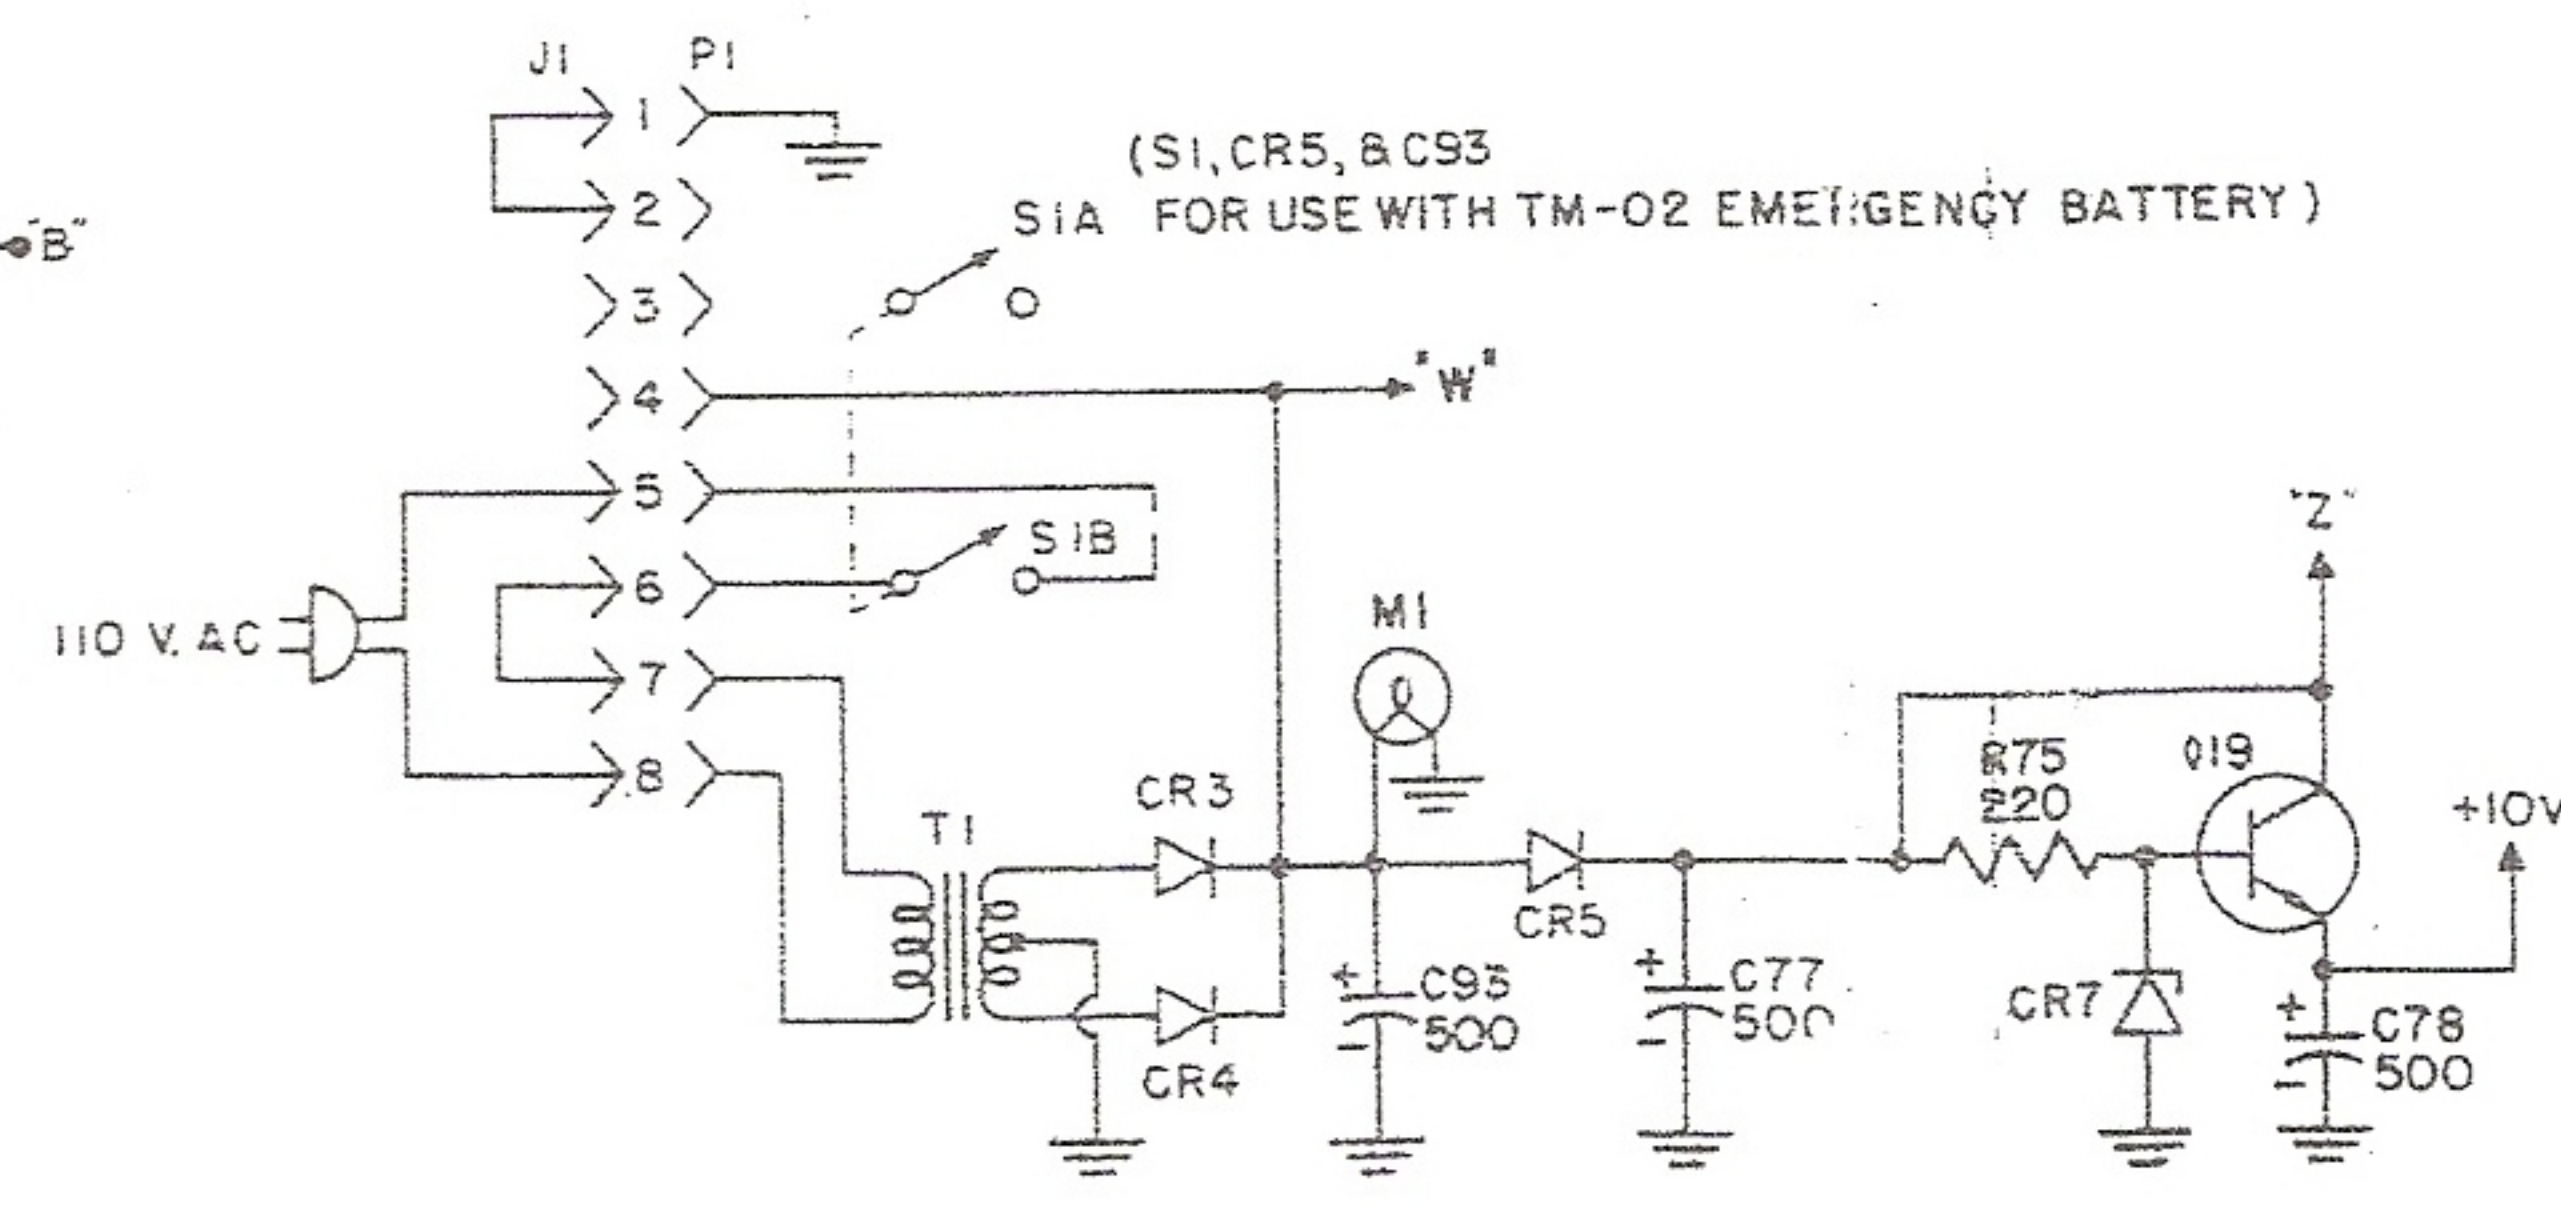 J1 P1
1
(S1, CR5, & C93
2
S1A FOR USE WITH TM-02 EMERGENCY BATTERY)
"B"
3
"W"
4
5
"Z"
S1B
6
M1
110 V. AC
7
R75
220
Q19
8
CR3
+10V
T1
CR5
C93
500
C77
500
CR7
C78
500
CR4